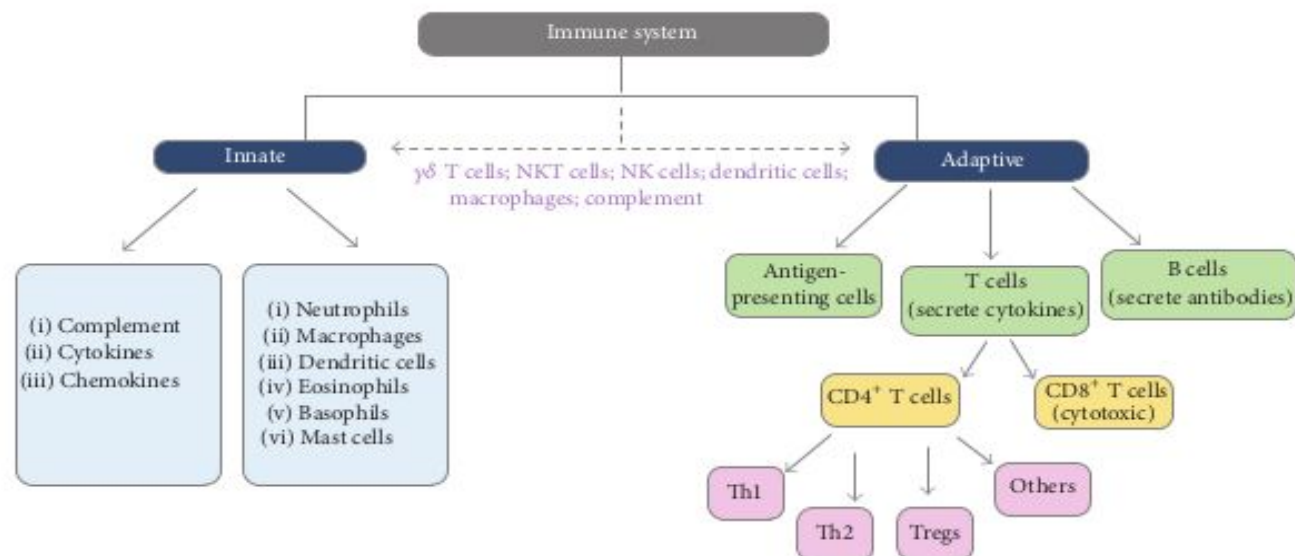 Immune system
Innate
Adaptive
γδ T cells; NKT cells; NK cells; dendritic cells;
macrophages; complement
(i) Complement
(ii) Cytokines
(iii) Chemokines
(i) Neutrophils
(ii) Macrophages
(iii) Dendritic cells
(iv) Eosinophils
(v) Basophils
(vi) Mast cells
Antigen-
presenting cells
T cells
(secrete cytokines)
B cells
(secrete antibodies)
CD4⁺ T cells
CD8⁺ T cells
(cytotoxic)
Th1
Th2
Tregs
Others